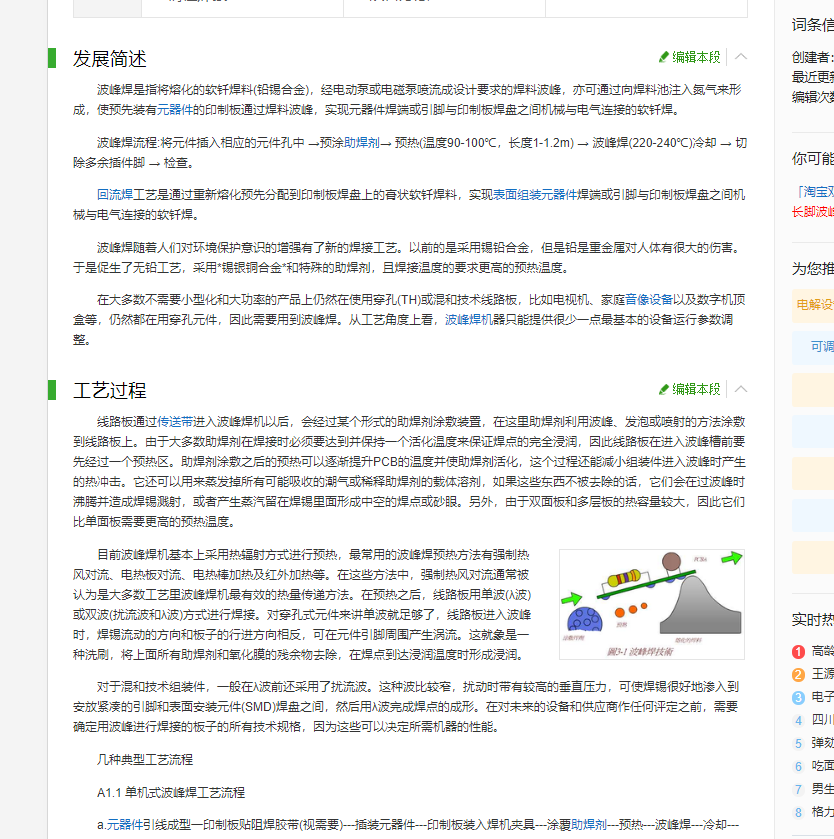 发展简述
编辑本段
波峰焊是指将熔化的软钎焊料(铅锡合金)，经电动泵或电磁泵喷流成设计要求的焊料波峰，亦可通过向焊料池注入氮气来形
成，使预先装有元器件的印制板通过焊料波峰，实现元器件焊端或引脚与印制板焊盘之间机械与电气连接的软钎焊。
波峰焊流程:将元件插入相应的元件孔中 →预涂助焊剂→ 预热(温度90-100℃，长度1-1.2m) → 波峰焊(220-240℃)冷却 → 切
除多余插件脚 → 检查。
回流焊工艺是通过重新熔化预先分配到印制板焊盘上的膏状软钎焊料，实现表面组装元器件焊端或引脚与印制板焊盘之间机
械与电气连接的软钎焊。
波峰焊随着人们对环境保护意识的增强有了新的焊接工艺。以前的是采用锡铅合金，但是铅是重金属对人体有很大的伤害。
于是促生了无铅工艺，采用*锡银铜合金*和特殊的助焊剂，且焊接温度的要求更高的预热温度。
在大多数不需要小型化和大功率的产品上仍然在使用穿孔(TH)或混和技术线路板，比如电视机、家庭音像设备以及数字机顶
盒等，仍然都在用穿孔元件，因此需要用到波峰焊。从工艺角度上看，波峰焊机器只能提供很少一点最基本的设备运行参数调
整。
工艺过程
编辑本段
线路板通过传送带进入波峰焊机以后，会经过某个形式的助焊剂涂敷装置，在这里助焊剂利用波峰、发泡或喷射的方法涂敷
到线路板上。由于大多数助焊剂在焊接时必须要达到并保持一个活化温度来保证焊点的完全浸润，因此线路板在进入波峰槽前要
先经过一个预热区。助焊剂涂敷之后的预热可以逐渐提升PCB的温度并使助焊剂活化，这个过程还能减小组装件进入波峰时产生
的热冲击。它还可以用来蒸发掉所有可能吸收的潮气或稀释助焊剂的载体溶剂，如果这些东西不被去除的话，它们会在过波峰时
沸腾并造成焊锡溅射，或者产生蒸汽留在焊锡里面形成中空的焊点或砂眼。另外，由于双面板和多层板的热容量较大，因此它们
比单面板需要更高的预热温度。
目前波峰焊机基本上采用热辐射方式进行预热，最常用的波峰焊预热方法有强制热
风对流、电热板对流、电热棒加热及红外加热等。在这些方法中，强制热风对流通常被
认为是大多数工艺里波峰焊机最有效的热量传递方法。在预热之后，线路板用单波(λ波)
或双波(扰流波和λ波)方式进行焊接。对穿孔式元件来讲单波就足够了，线路板进入波峰
时，焊锡流动的方向和板子的行进方向相反，可在元件引脚周围产生涡流。这就象是一
种洗刷，将上面所有助焊剂和氧化膜的残余物去除，在焊点到达浸润温度时形成浸润。
圖3-1 波峰焊技術
对于混和技术组装件，一般在λ波前还采用了扰流波。这种波比较窄，扰动时带有较高的垂直压力，可使焊锡很好地渗入到
安放紧凑的引脚和表面安装元件(SMD)焊盘之间，然后用λ波完成焊点的成形。在对未来的设备和供应商作任何评定之前，需要
确定用波峰进行焊接的板子的所有技术规格，因为这些可以决定所需机器的性能。
几种典型工艺流程
A1.1 单机式波峰焊工艺流程
a.元器件引线成型一印制板贴阻焊胶带(视需要)---插装元器件---印制板装入焊机夹具---涂覆助焊剂---预热---波峰焊---冷却---
词条信
创建者:
最近更新
编辑次数
你可能
「淘宝双
长脚波峰
为您推
电解设
可调
实时热
1 高龄
2 王源
3 电子
4 四川
5 弹劾
6 吃面
7 男生
8 格力